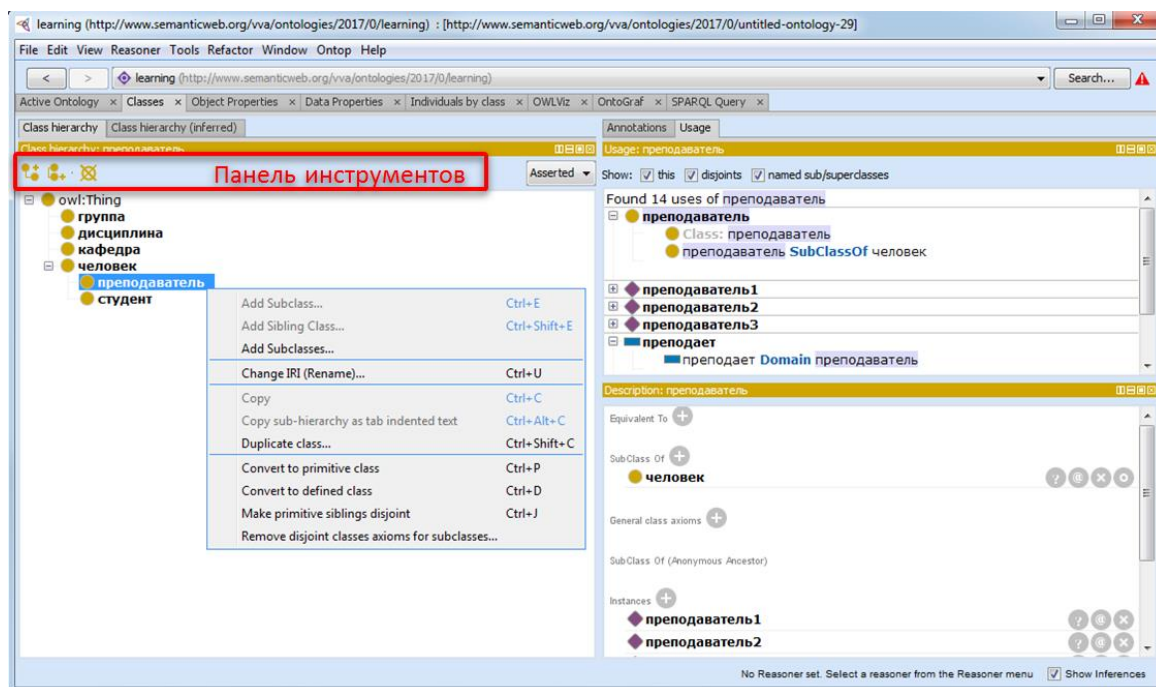 learning (http://www.semanticweb.org/vva/ontologies/2017/0/learning) : [http://www.semanticweb.org/vva/ontologies/2017/0/untitled-ontology-29]
File Edit View Reasoner Tools Refactor Window Ontop Help
< > learning (http://www.semanticweb.org/vva/ontologies/2017/0/learning) Search...
Active Ontology × Classes × Object Properties × Data Properties × Individuals by class × OWLViz × OntoGraf × SPARQL Query ×
Class hierarchy Class hierarchy (inferred)
Class hierarchy: преподаватель
Панель инструментов
Asserted
owl:Thing
группа
дисциплина
кафедра
человек
преподаватель
студент
Add Subclass... Ctrl+E
Add Sibling Class... Ctrl+Shift+E
Add Subclasses...
Change IRI (Rename)... Ctrl+U
Copy Ctrl+C
Copy sub-hierarchy as tab indented text Ctrl+Alt+C
Duplicate class... Ctrl+Shift+C
Convert to primitive class Ctrl+P
Convert to defined class Ctrl+D
Make primitive siblings disjoint Ctrl+J
Remove disjoint classes axioms for subclasses...
Annotations Usage
Usage: преподаватель
Show: this disjoints named sub/superclasses
Found 14 uses of преподаватель
преподаватель
Class: преподаватель
преподаватель SubClassOf человек
преподаватель1
преподаватель2
преподаватель3
преподает
преподает Domain преподаватель
Description: преподаватель
Equivalent To
SubClass Of
человек
General class axioms
SubClass Of (Anonymous Ancestor)
Instances
преподаватель1
преподаватель2
No Reasoner set. Select a reasoner from the Reasoner menu Show Inferences